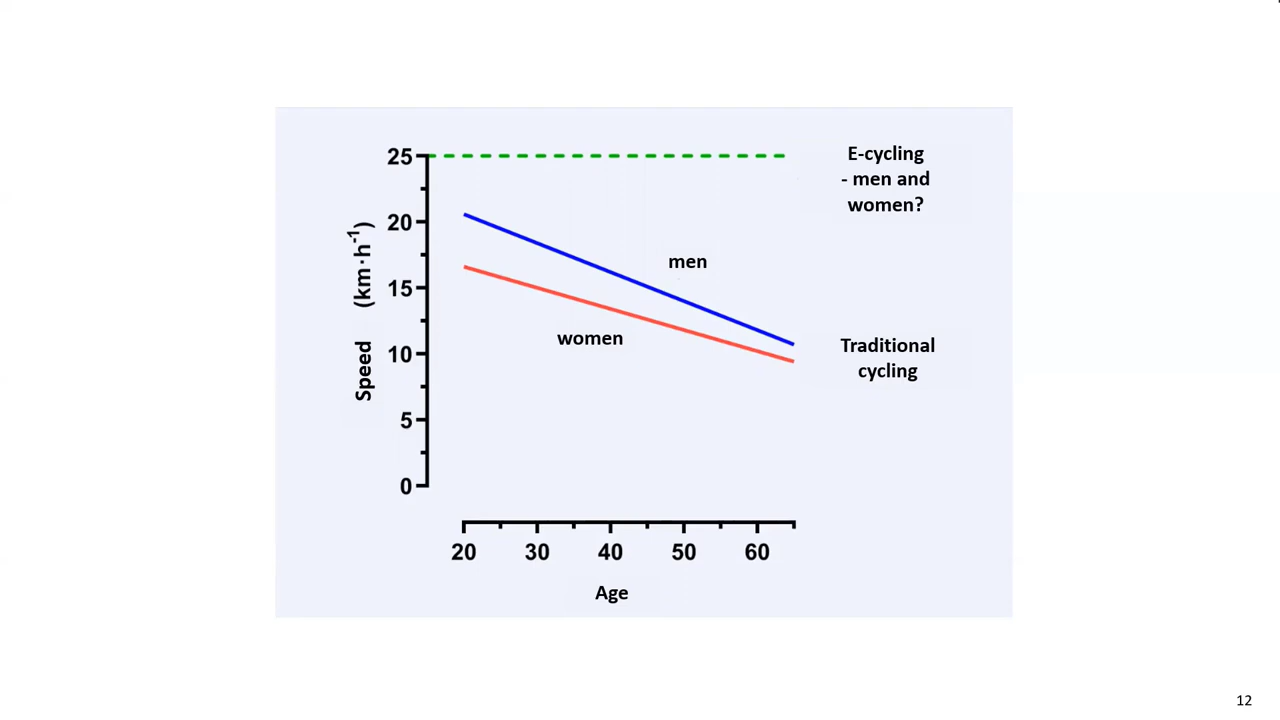 E-cycling
- men and
women?
25
20
15
10
5
0
Speed (km·h⁻¹)
men
women
Traditional
cycling
20 30 40 50 60
Age
12